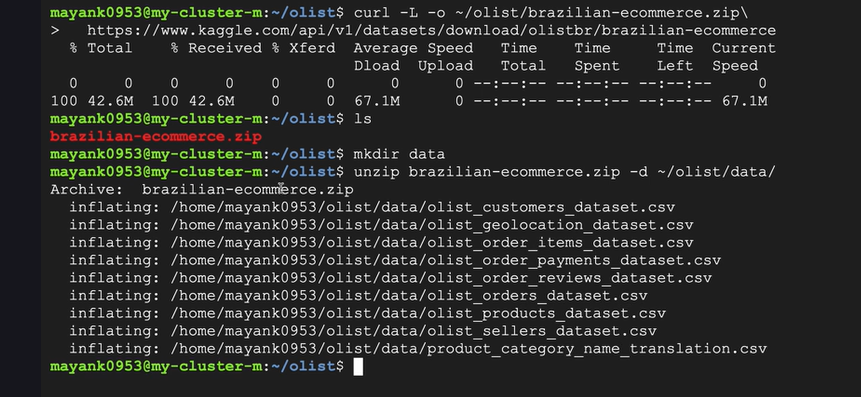 mayank0953@my-cluster-m:~/olist$ curl -L -o ~/olist/brazilian-ecommerce.zip\
>   https://www.kaggle.com/api/v1/datasets/download/olistbr/brazilian-ecommerce
  % Total    % Received % Xferd  Average Speed   Time    Time     Time  Current
                                 Dload  Upload   Total   Spent    Left  Speed
  0     0    0     0    0     0      0      0 --:--:-- --:--:-- --:--:--     0
100 42.6M  100 42.6M    0     0  67.1M      0 --:--:-- --:--:-- --:--:-- 67.1M
mayank0953@my-cluster-m:~/olist$ ls
brazilian-ecommerce.zip
mayank0953@my-cluster-m:~/olist$ mkdir data
mayank0953@my-cluster-m:~/olist$ unzip brazilian-ecommerce.zip -d ~/olist/data/
Archive:  brazilian-ecommerce.zip
  inflating: /home/mayank0953/olist/data/olist_customers_dataset.csv
  inflating: /home/mayank0953/olist/data/olist_geolocation_dataset.csv
  inflating: /home/mayank0953/olist/data/olist_order_items_dataset.csv
  inflating: /home/mayank0953/olist/data/olist_order_payments_dataset.csv
  inflating: /home/mayank0953/olist/data/olist_order_reviews_dataset.csv
  inflating: /home/mayank0953/olist/data/olist_orders_dataset.csv
  inflating: /home/mayank0953/olist/data/olist_products_dataset.csv
  inflating: /home/mayank0953/olist/data/olist_sellers_dataset.csv
  inflating: /home/mayank0953/olist/data/product_category_name_translation.csv
mayank0953@my-cluster-m:~/olist$